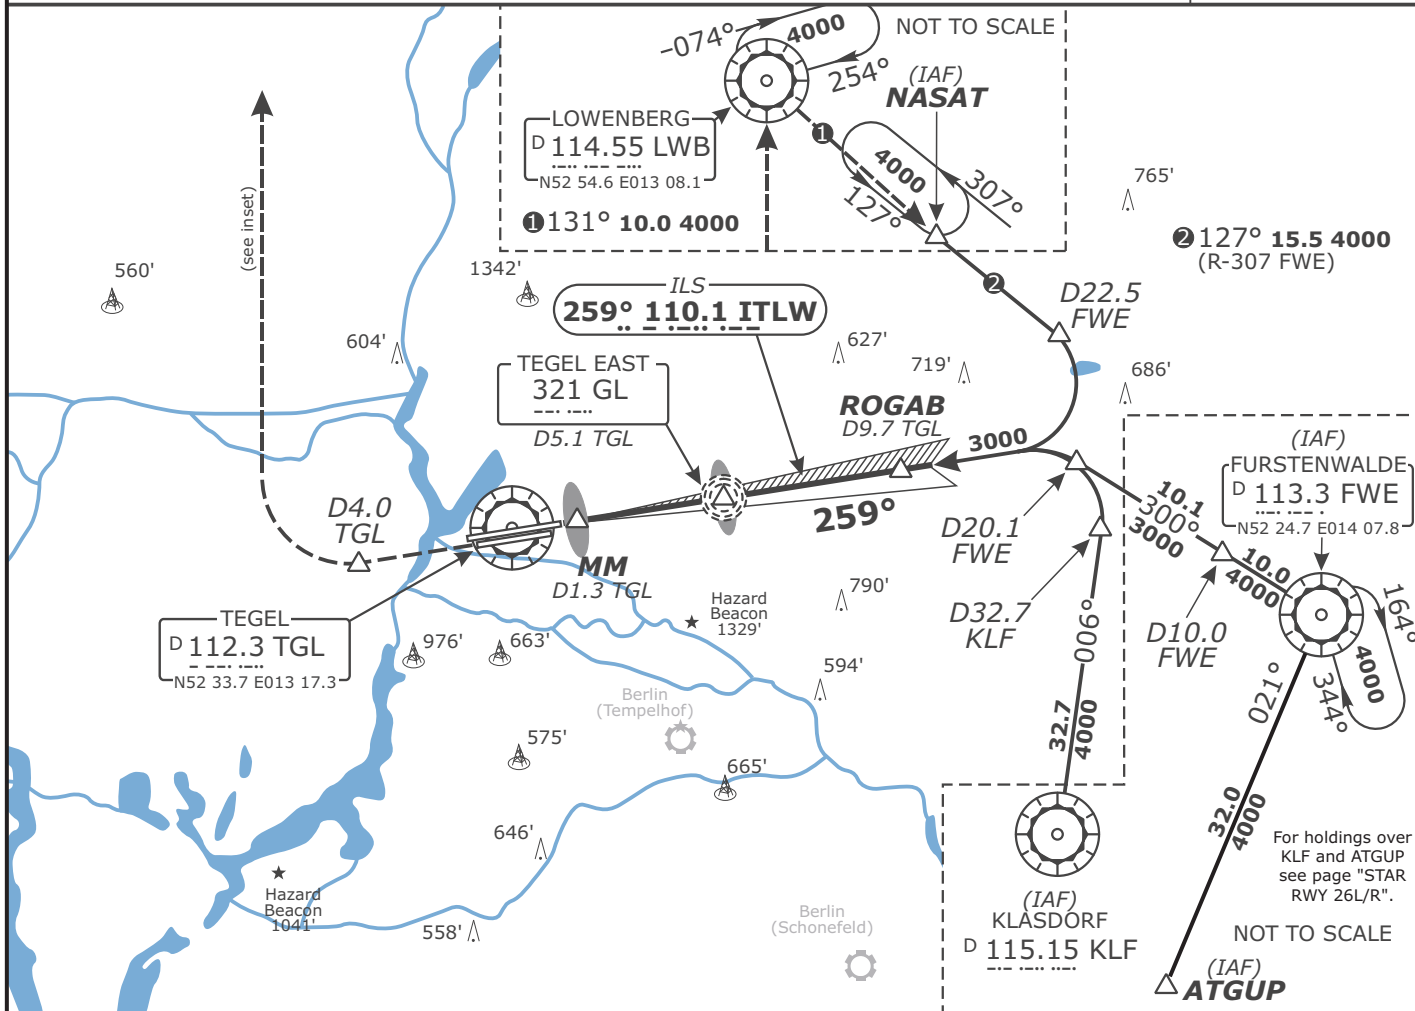 -074°
4000
254°
NOT TO SCALE
(IAF)
NASAT
LOWENBERG
D 114.55 LWB
N52 54.6 E013 08.1
1
4000
127°
307°
1 131° 10.0 4000
765'
2 127° 15.5 4000
(R-307 FWE)
(see inset)
560'
1342'
ILS
259° 110.1 ITLW
2
D22.5
FWE
604'
627'
719'
686'
TEGEL EAST
321 GL
D5.1 TGL
ROGAB
D9.7 TGL
3000
(IAF)
FURSTENWALDE
D 113.3 FWE
N52 24.7 E014 07.8
10.1
300°
3000
D4.0
TGL
259°
D20.1
FWE
10.0
4000
MM
D1.3 TGL
Hazard
Beacon
1329'
790'
D32.7
KLF
006°
D10.0
FWE
164°
4000
344°
TEGEL
D 112.3 TGL
N52 33.7 E013 17.3
976'
663'
594'
021°
Berlin
(Tempelhof)
32.7
4000
575'
665'
32.0
4000
646'
For holdings over
KLF and ATGUP
see page "STAR
RWY 26L/R".
Hazard
Beacon
1041'
558'
Berlin
(Schonefeld)
(IAF)
KLASDORF
D 115.15 KLF
NOT TO SCALE
(IAF)
ATGUP